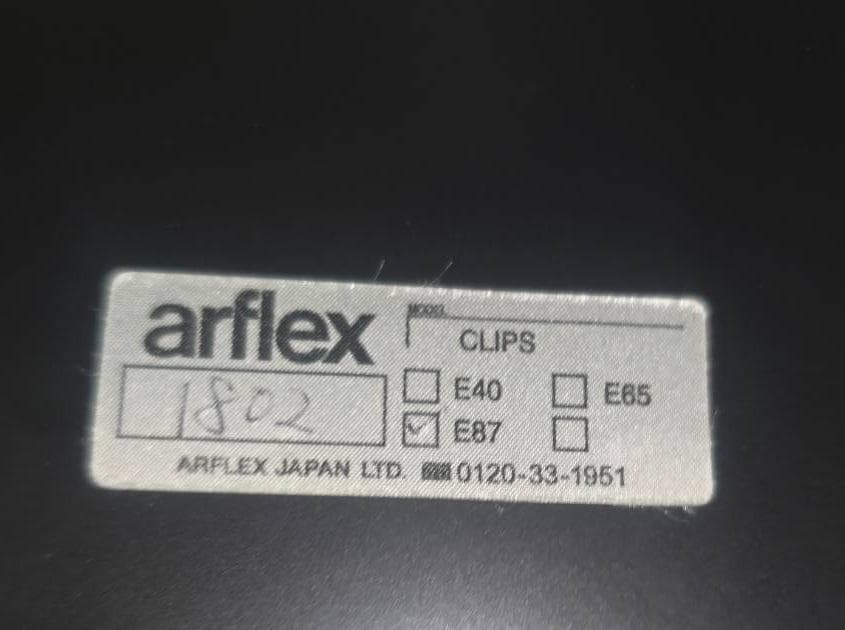 arflex
MODEL
CLIPS
1802
E40 E65
E87
ARFLEX JAPAN LTD. 0120-33-1951